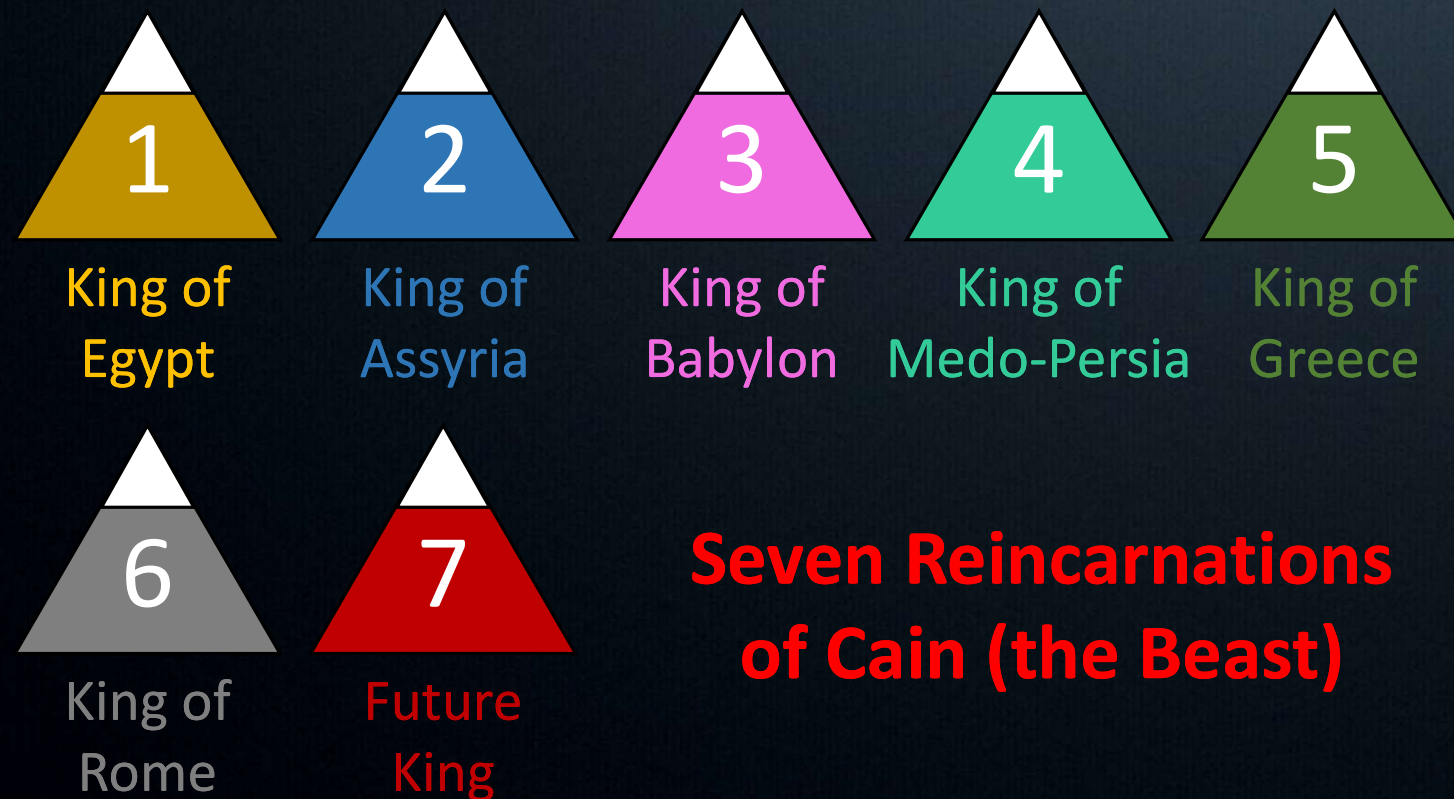 1
2
3
4
5
King of
Egypt
King of
Assyria
King of
Babylon
King of
Medo-Persia
King of
Greece
6
7
King of
Rome
Future
King
Seven Reincarnations
of Cain (the Beast)